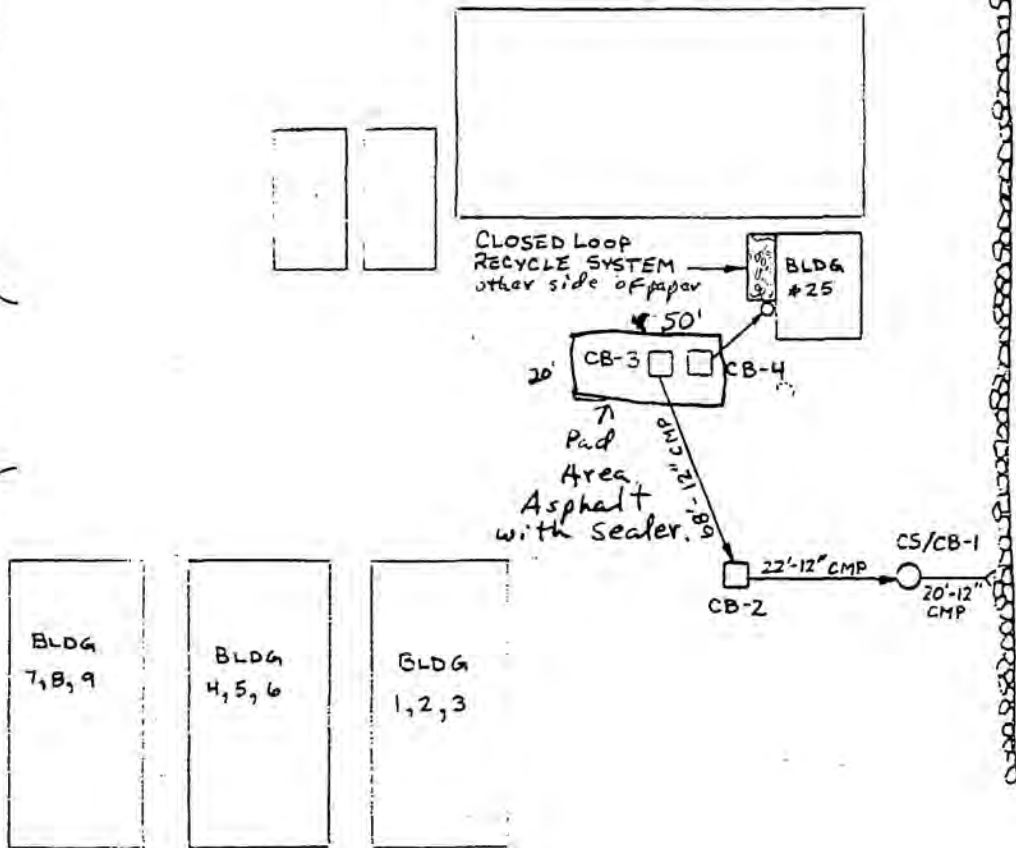 CLOSED LOOP
RECYCLE SYSTEM
other side of paper
BLDG
#25
50'
20'
CB-3
CB-4
Pad
Area
Asphalt
with sealer.
68'-12" CMP
CB-2
22'-12" CMP
CS/CB-1
20'-12"
CMP
BLDG
7,8,9
BLDG
4,5,6
BLDG
1,2,3